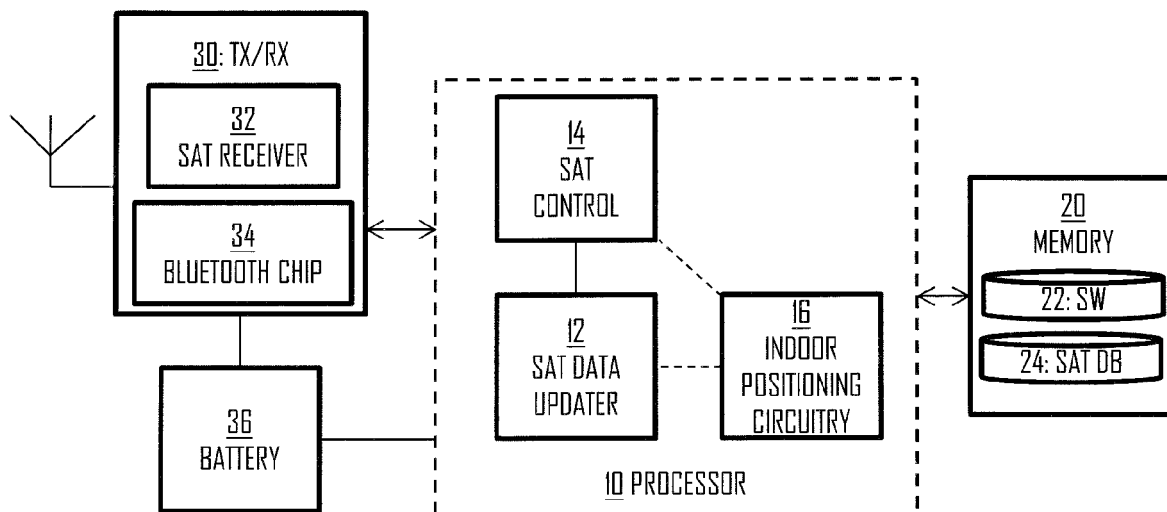 30: TX/RX
32
SAT RECEIVER
34
BLUETOOTH CHIP
36
BATTERY
14
SAT
CONTROL
12
SAT DATA
UPDATER
16
INDOOR
POSITIONING
CIRCUITRY
10 PROCESSOR
20
MEMORY
22: SW
24: SAT DB